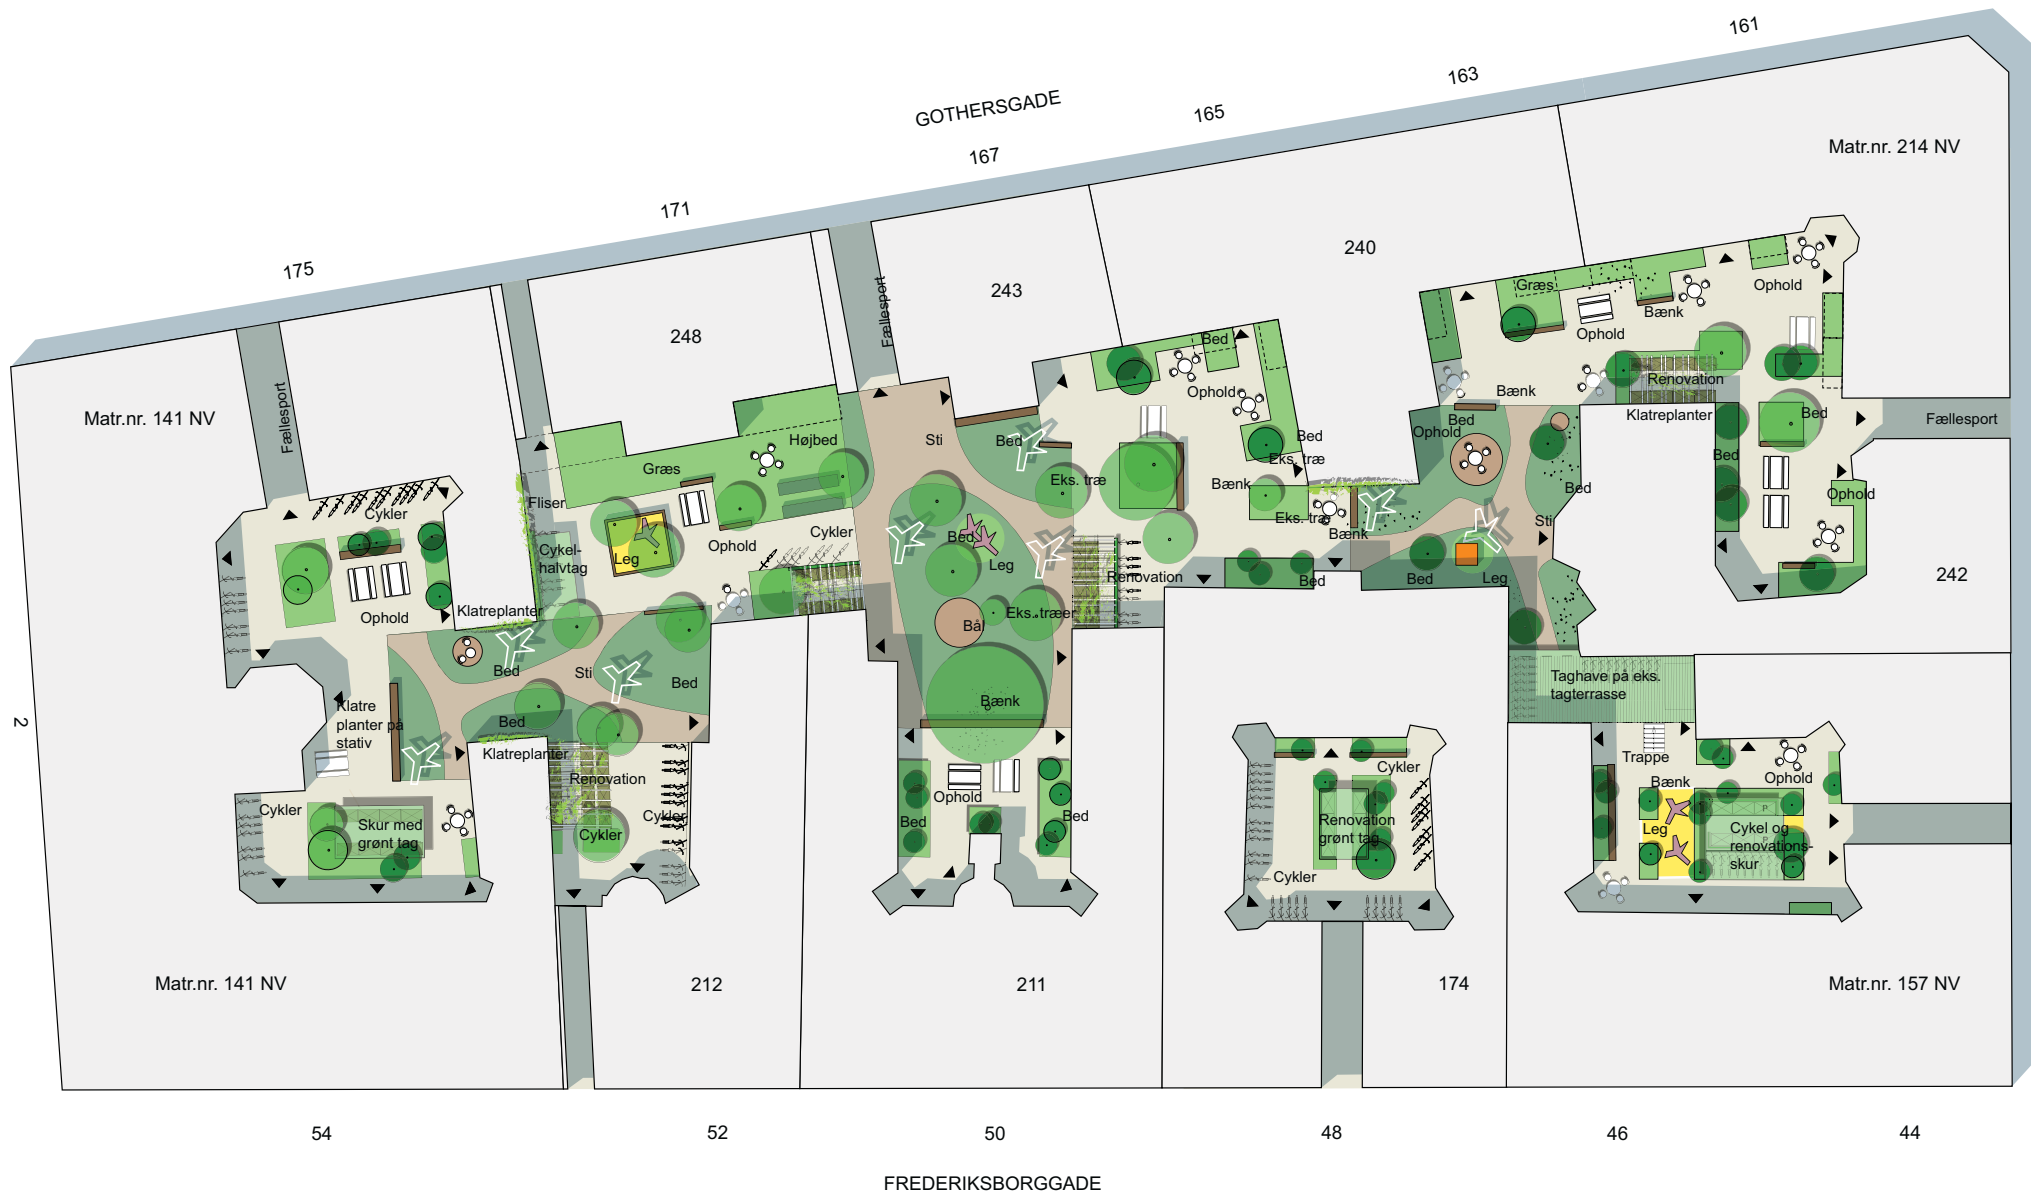 161
163
GOTHERSGADE
165
167
171
175
Matr.nr. 214 NV
240
243
248
Fællesport
Fællesport
Matr.nr. 141 NV
Græs
Ophold
Bænk
Ophold
Bed
Ophold
Renovation
Bænk
Klatreplanter
Bed
Fællesport
Bed
Ophold
Bed
Bed
Ophold
Sti
Højbed
Sti
Bed
Bed
Eks. træ
Eks. træ
Bænk
Eks. træ
Bænk
Græs
Fliser
Cykler
Cykel-
halvtag
Leg
Ophold
Cykler
Bed
Leg
Renovation
Bed
Bed
Leg
242
Ophold
Klatreplanter
Eks. træer
Bål
Bed
Sti
Bed
Bænk
Taghave på eks.
tagterrasse
2
Klatre
planter på
stativ
Bed
Klatreplanter
Renovation
Cykler
Cykler
Cykler
Skur med
grønt tag
Ophold
Bed
Bed
Cykler
Renovation
grønt tag
Cykler
Trappe
Bænk
Ophold
Leg
Cykel og
renovations-
skur
P
P
Matr.nr. 141 NV
212
211
174
Matr.nr. 157 NV
54
52
50
48
46
44
FREDERIKSBORGGADE